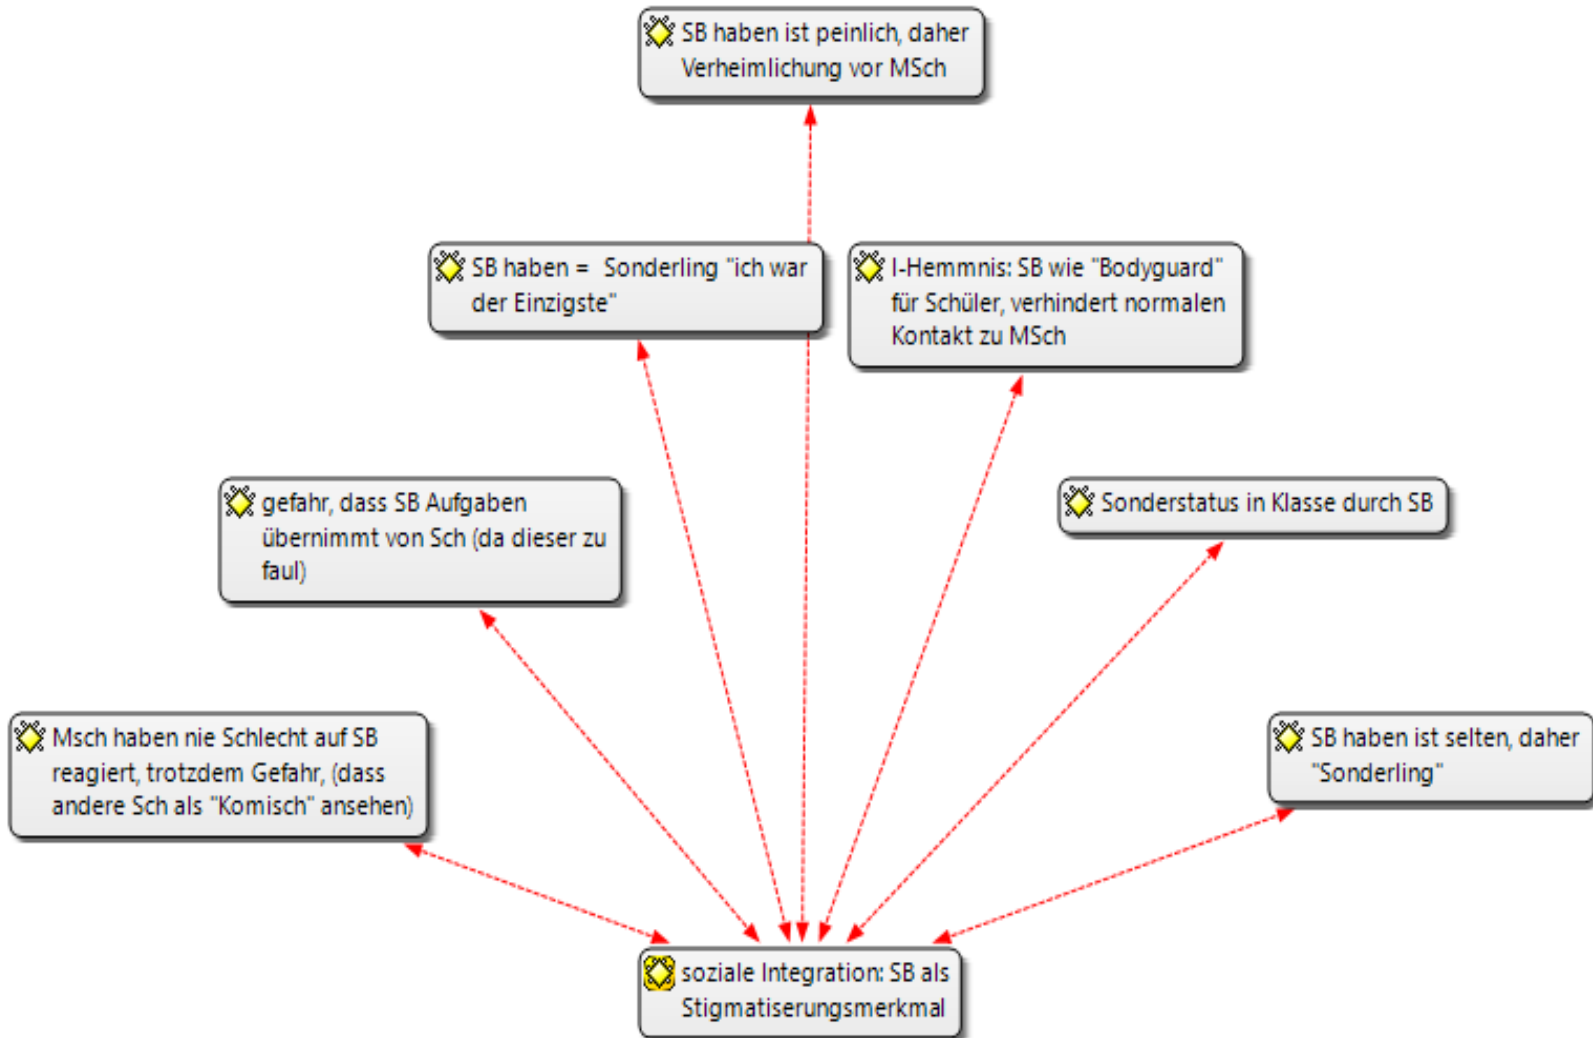 SB haben ist peinlich, daher
Verheimlichung vor MSch
SB haben =  Sonderling "ich war
der Einzigste"
I-Hemmnis: SB wie "Bodyguard"
für Schüler, verhindert normalen
Kontakt zu MSch
gefahr, dass SB Aufgaben
übernimmt von Sch (da dieser zu
faul)
Sonderstatus in Klasse durch SB
Msch haben nie Schlecht auf SB
reagiert, trotzdem Gefahr, (dass
andere Sch als "Komisch" ansehen)
SB haben ist selten, daher
"Sonderling"
soziale Integration: SB als
Stigmatiserungsmerkmal